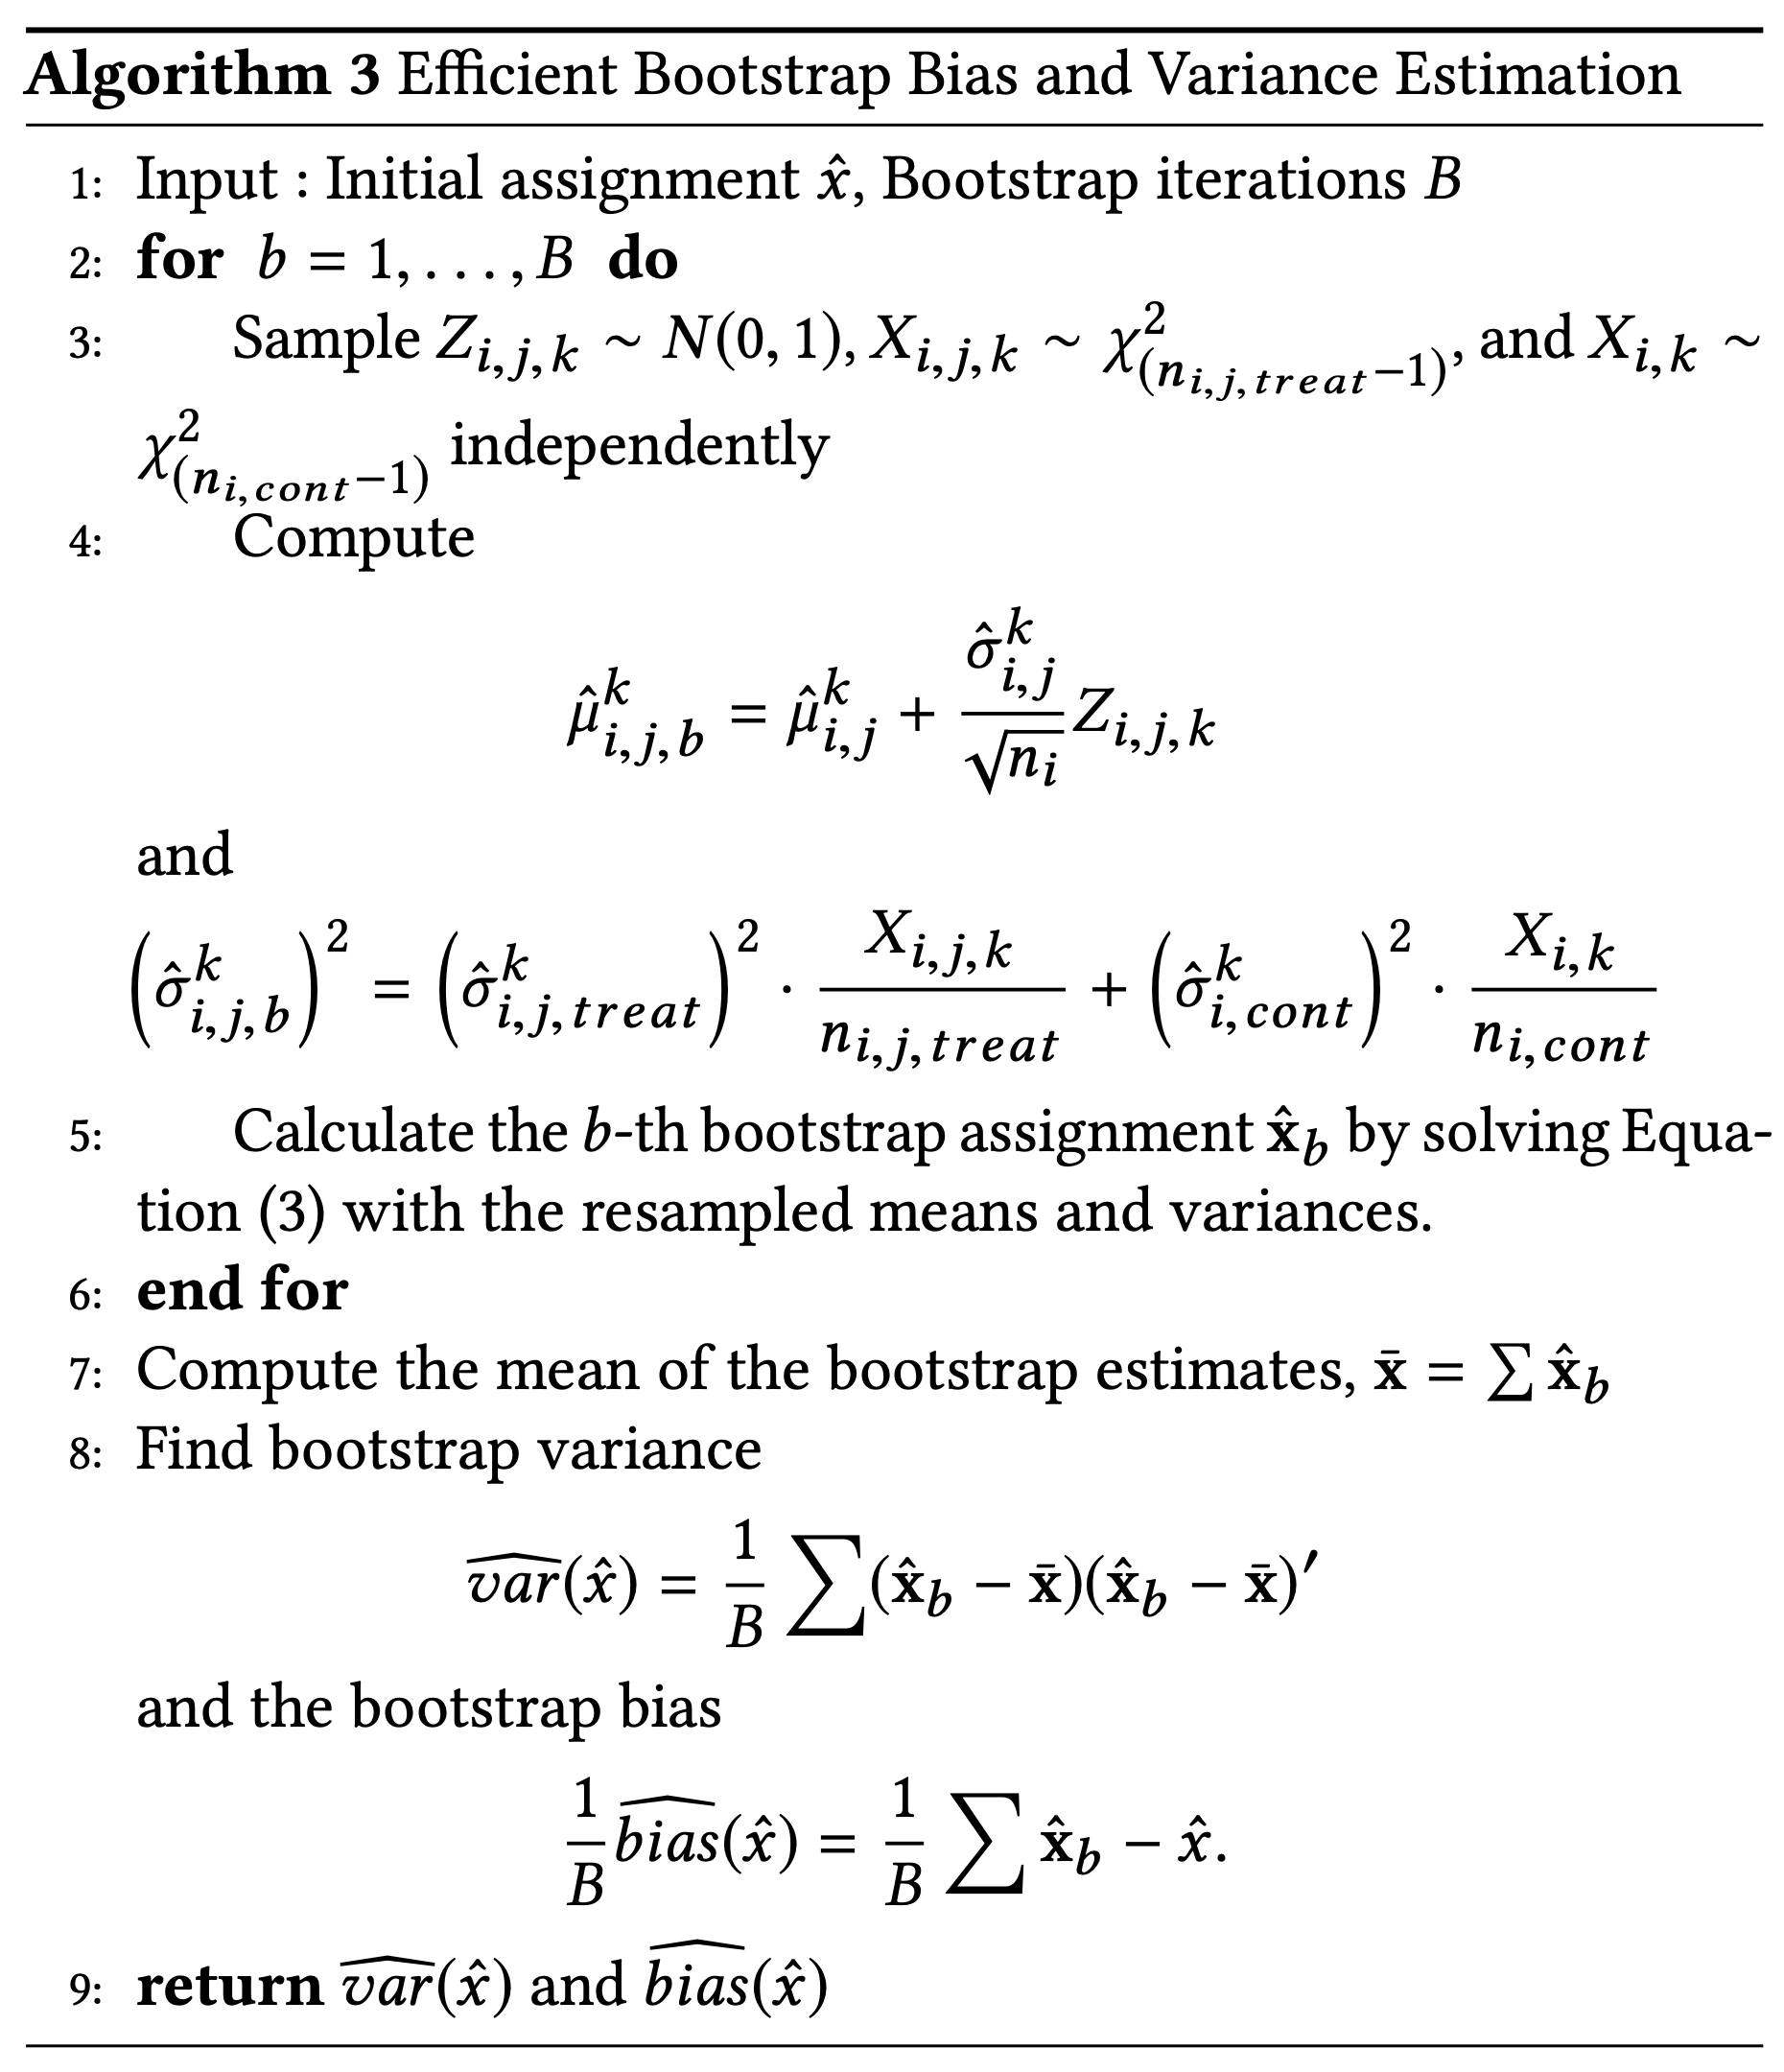 Algorithm 3 Efficient Bootstrap Bias and Variance Estimation
1: Input : Initial assignment $\hat{x}$, Bootstrap iterations $B$
2: for $b = 1, \ldots, B$ do
3: Sample $Z_{i,j,k} \sim N(0, 1)$, $X_{i,j,k} \sim \chi^2_{(n_{i,j,treat}-1)}$, and $X_{i,k} \sim$
$\chi^2_{(n_{i,cont}-1)}$ independently
4: Compute
$\hat{\mu}^k_{i,j,b} = \hat{\mu}^k_{i,j} + \frac{\hat{\sigma}^k_{i,j}}{\sqrt{n_i}} Z_{i,j,k}$
and
$\left(\hat{\sigma}^k_{i,j,b}\right)^2 = \left(\hat{\sigma}^k_{i,j,treat}\right)^2 \cdot \frac{X_{i,j,k}}{n_{i,j,treat}} + \left(\hat{\sigma}^k_{i,cont}\right)^2 \cdot \frac{X_{i,k}}{n_{i,cont}}$
5: Calculate the $b$-th bootstrap assignment $\hat{\mathbf{x}}_b$ by solving Equa-
tion (3) with the resampled means and variances.
6: end for
7: Compute the mean of the bootstrap estimates, $\bar{\mathbf{x}} = \sum \hat{\mathbf{x}}_b$
8: Find bootstrap variance
$\widehat{var}(\hat{x}) = \frac{1}{B} \sum (\hat{\mathbf{x}}_b - \bar{\mathbf{x}})(\hat{\mathbf{x}}_b - \bar{\mathbf{x}})'$
and the bootstrap bias
$\frac{1}{B} \widehat{bias}(\hat{x}) = \frac{1}{B} \sum \hat{\mathbf{x}}_b - \hat{x}.$
9: return $\widehat{var}(\hat{x})$ and $\widehat{bias}(\hat{x})$